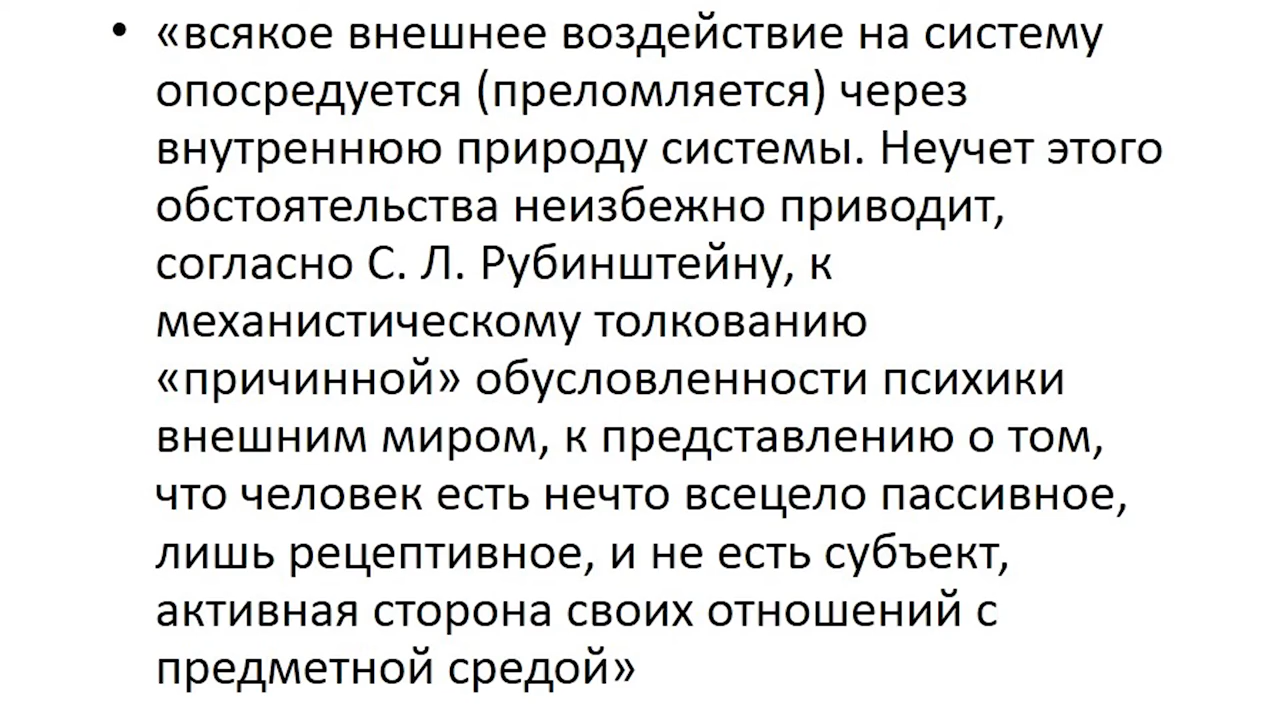 • «всякое внешнее воздействие на систему
опосредуется (преломляется) через
внутреннюю природу системы. Неучет этого
обстоятельства неизбежно приводит,
согласно С. Л. Рубинштейну, к
механистическому толкованию
«причинной» обусловленности психики
внешним миром, к представлению о том,
что человек есть нечто всецело пассивное,
лишь рецептивное, и не есть субъект,
активная сторона своих отношений с
предметной средой»